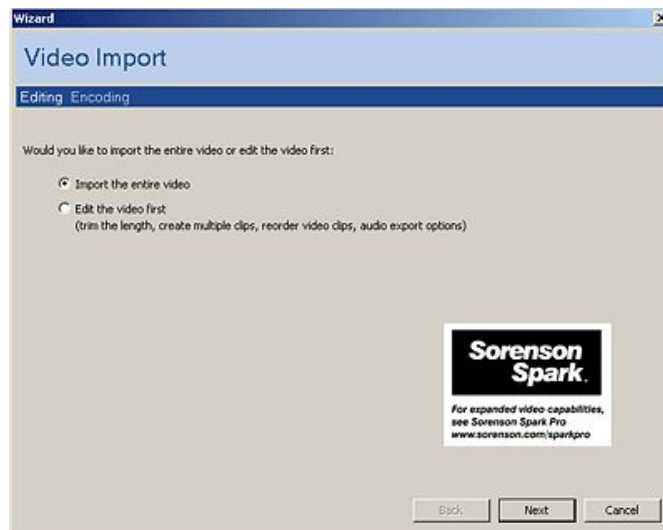 Wizard
Video Import
Editing Encoding
Would you like to import the entire video or edit the video first:
Import the entire video
Edit the video first
(trim the length, create multiple clips, reorder video clips, audio export options)
Sorenson
Spark.
For expanded video capabilities,
see Sorenson Spark Pro
www.sorenson.com/sparkpro
Back Next Cancel